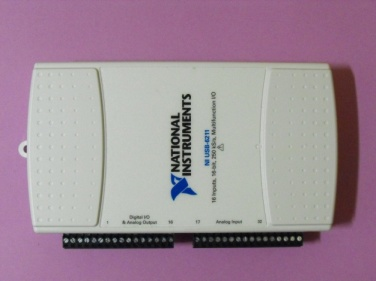 NATIONAL
INSTRUMENTS
NI USB-6211
16 Inputs, 16-bit, 250 kS/s, Multifunction I/O
Digital I/O
& Analog Output
1
16
17
Analog Input
32